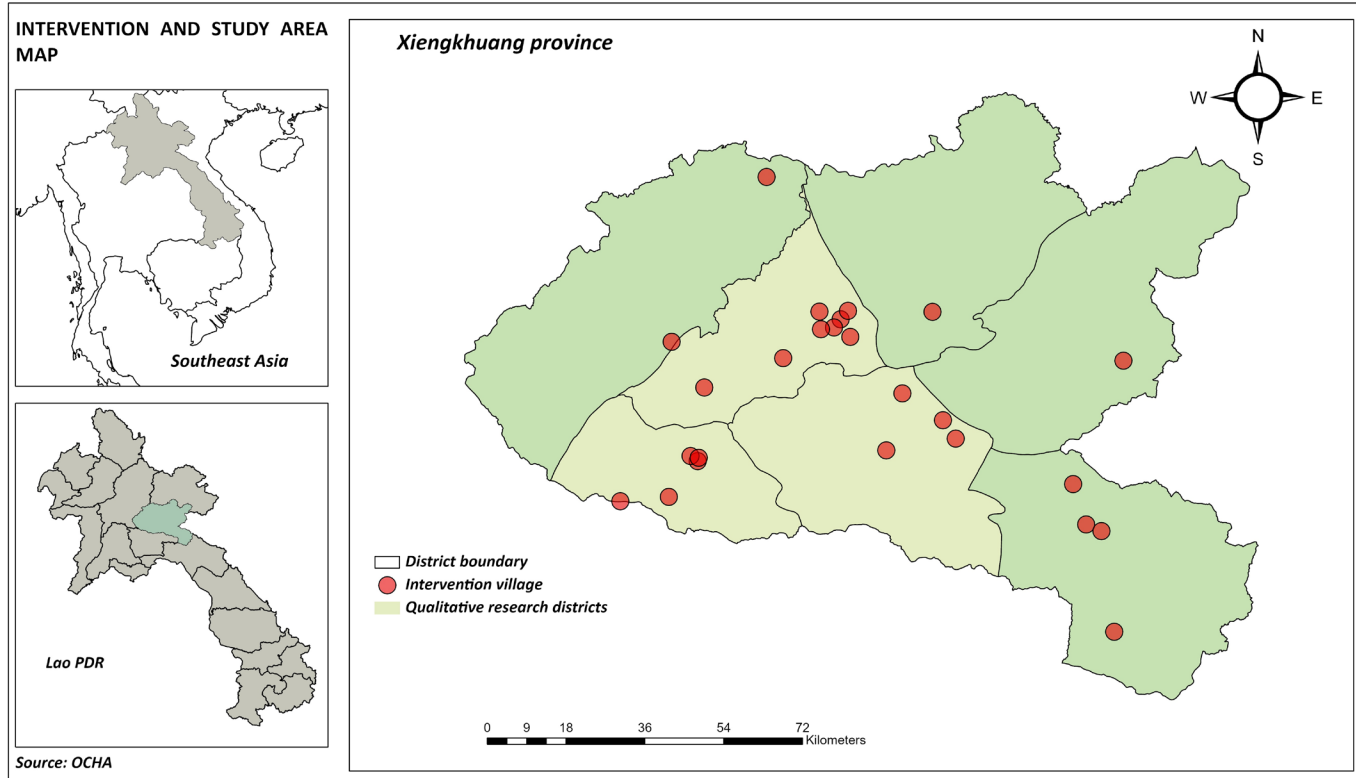 INTERVENTION AND STUDY AREA
MAP
Southeast Asia
Lao PDR
Source: OCHA
Xiengkhuang province
N
W
E
S
District boundary
Intervention village
Qualitative research districts
0 9 18 36 54 72
Kilometers